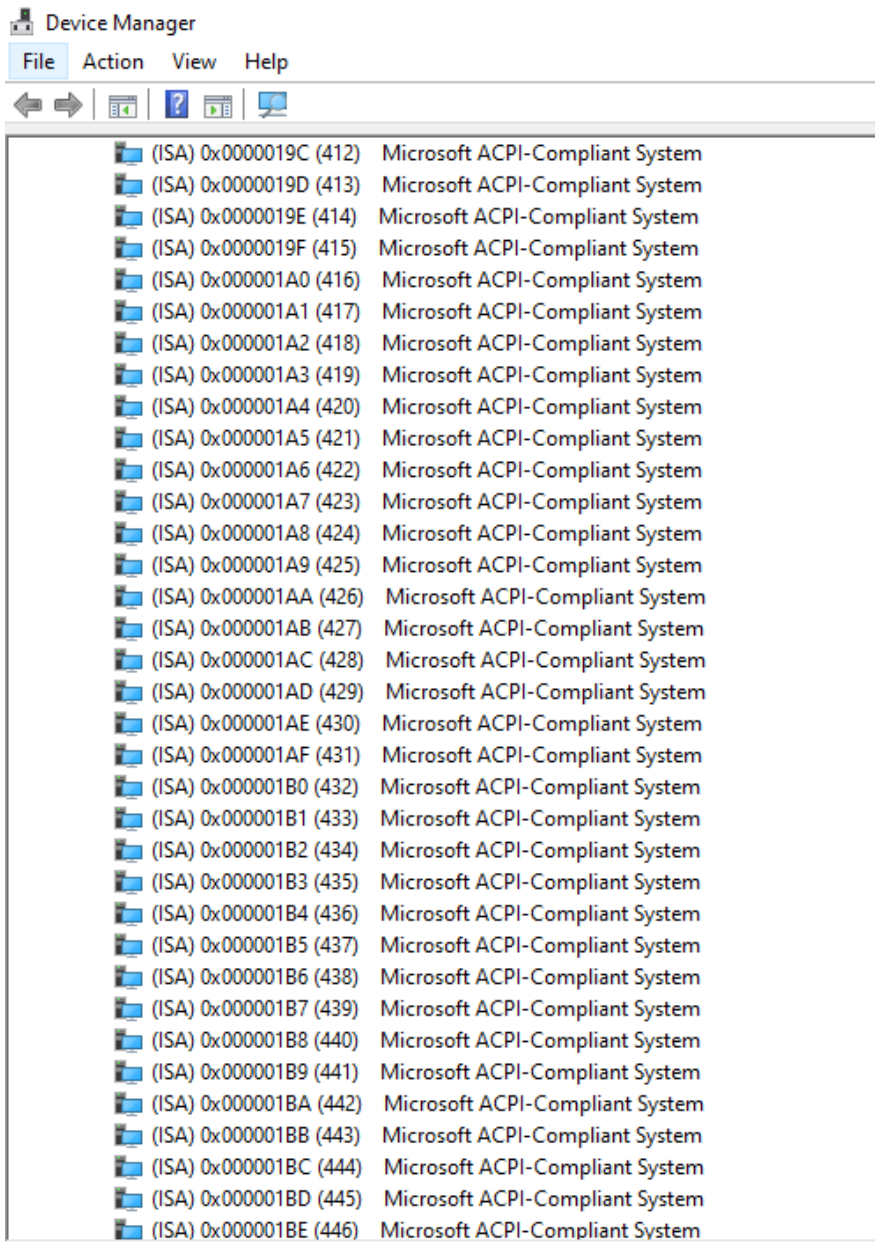 Device Manager
File Action View Help
(ISA) 0x0000019C (412) Microsoft ACPI-Compliant System
(ISA) 0x0000019D (413) Microsoft ACPI-Compliant System
(ISA) 0x0000019E (414) Microsoft ACPI-Compliant System
(ISA) 0x0000019F (415) Microsoft ACPI-Compliant System
(ISA) 0x000001A0 (416) Microsoft ACPI-Compliant System
(ISA) 0x000001A1 (417) Microsoft ACPI-Compliant System
(ISA) 0x000001A2 (418) Microsoft ACPI-Compliant System
(ISA) 0x000001A3 (419) Microsoft ACPI-Compliant System
(ISA) 0x000001A4 (420) Microsoft ACPI-Compliant System
(ISA) 0x000001A5 (421) Microsoft ACPI-Compliant System
(ISA) 0x000001A6 (422) Microsoft ACPI-Compliant System
(ISA) 0x000001A7 (423) Microsoft ACPI-Compliant System
(ISA) 0x000001A8 (424) Microsoft ACPI-Compliant System
(ISA) 0x000001A9 (425) Microsoft ACPI-Compliant System
(ISA) 0x000001AA (426) Microsoft ACPI-Compliant System
(ISA) 0x000001AB (427) Microsoft ACPI-Compliant System
(ISA) 0x000001AC (428) Microsoft ACPI-Compliant System
(ISA) 0x000001AD (429) Microsoft ACPI-Compliant System
(ISA) 0x000001AE (430) Microsoft ACPI-Compliant System
(ISA) 0x000001AF (431) Microsoft ACPI-Compliant System
(ISA) 0x000001B0 (432) Microsoft ACPI-Compliant System
(ISA) 0x000001B1 (433) Microsoft ACPI-Compliant System
(ISA) 0x000001B2 (434) Microsoft ACPI-Compliant System
(ISA) 0x000001B3 (435) Microsoft ACPI-Compliant System
(ISA) 0x000001B4 (436) Microsoft ACPI-Compliant System
(ISA) 0x000001B5 (437) Microsoft ACPI-Compliant System
(ISA) 0x000001B6 (438) Microsoft ACPI-Compliant System
(ISA) 0x000001B7 (439) Microsoft ACPI-Compliant System
(ISA) 0x000001B8 (440) Microsoft ACPI-Compliant System
(ISA) 0x000001B9 (441) Microsoft ACPI-Compliant System
(ISA) 0x000001BA (442) Microsoft ACPI-Compliant System
(ISA) 0x000001BB (443) Microsoft ACPI-Compliant System
(ISA) 0x000001BC (444) Microsoft ACPI-Compliant System
(ISA) 0x000001BD (445) Microsoft ACPI-Compliant System
(ISA) 0x000001BE (446) Microsoft ACPI-Compliant System